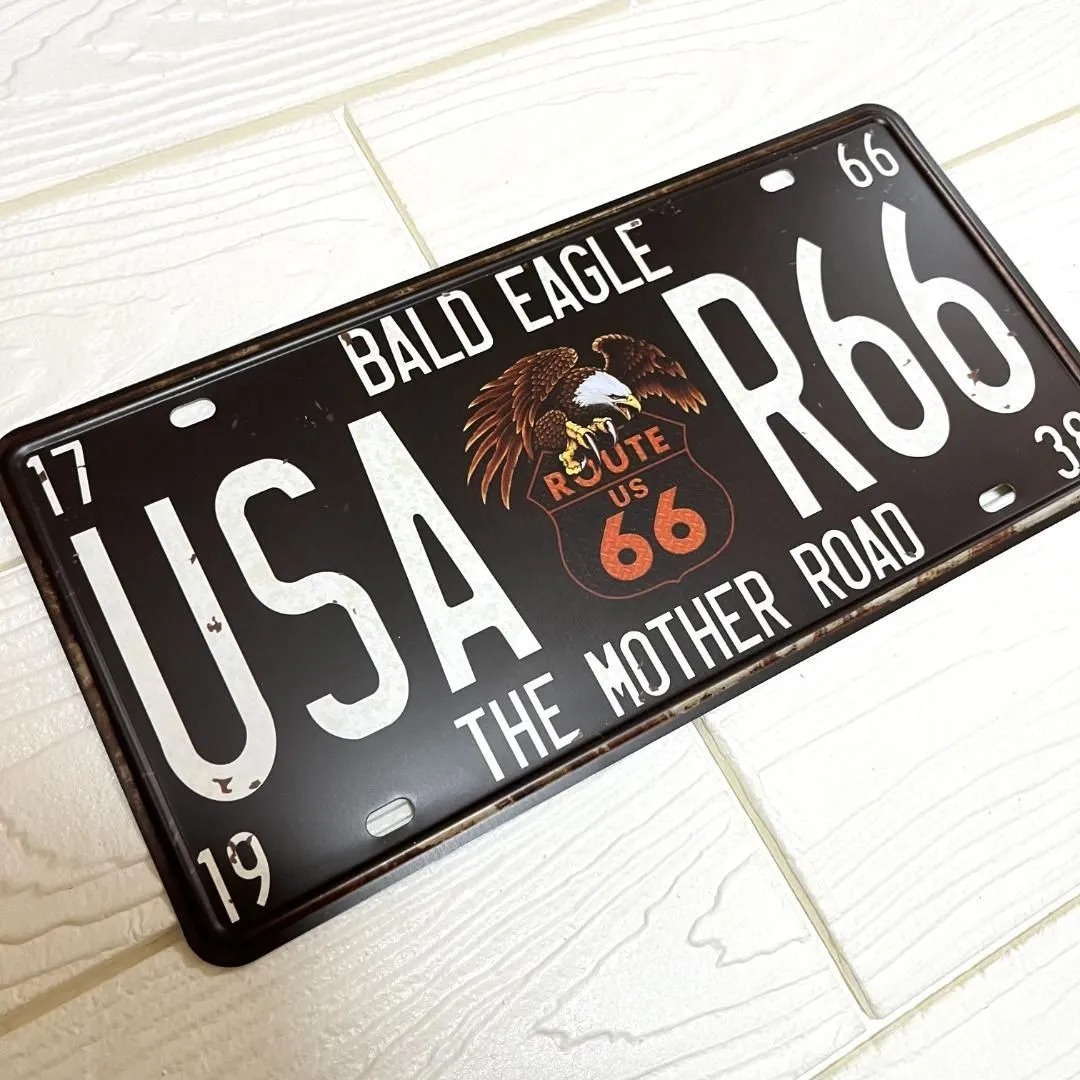 17
BALD EAGLE
66
USA
ROUTE
US
66
R66
19
THE MOTHER ROAD
38